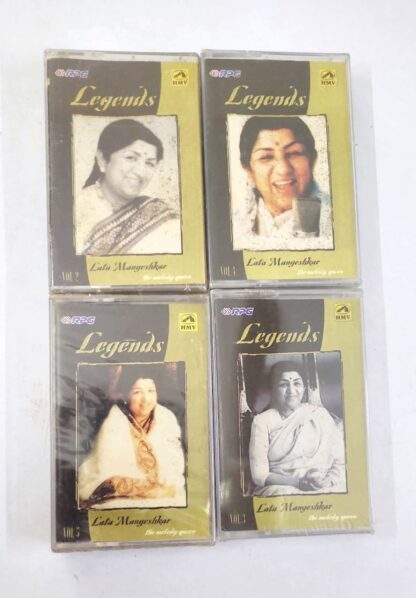 RPG
HMV
Legends
VOL 2
Lata Mangeshkar
the melody queen
RPG
HMV
Legends
VOL 4
Lata Mangeshkar
the melody queen
RPG
HMV
Legends
VOL 5
Lata Mangeshkar
the melody queen
RPG
HMV
Legends
VOL 3
Lata Mangeshkar
the melody queen